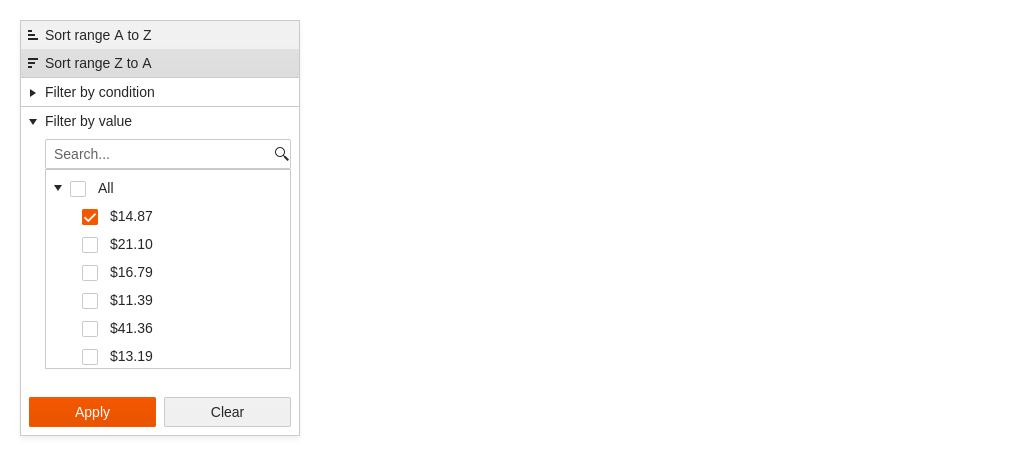 Sort range A to Z
Sort range Z to A
Filter by condition
Filter by value
Search...
All
$14.87
$21.10
$16.79
$11.39
$41.36
$13.19
Apply
Clear